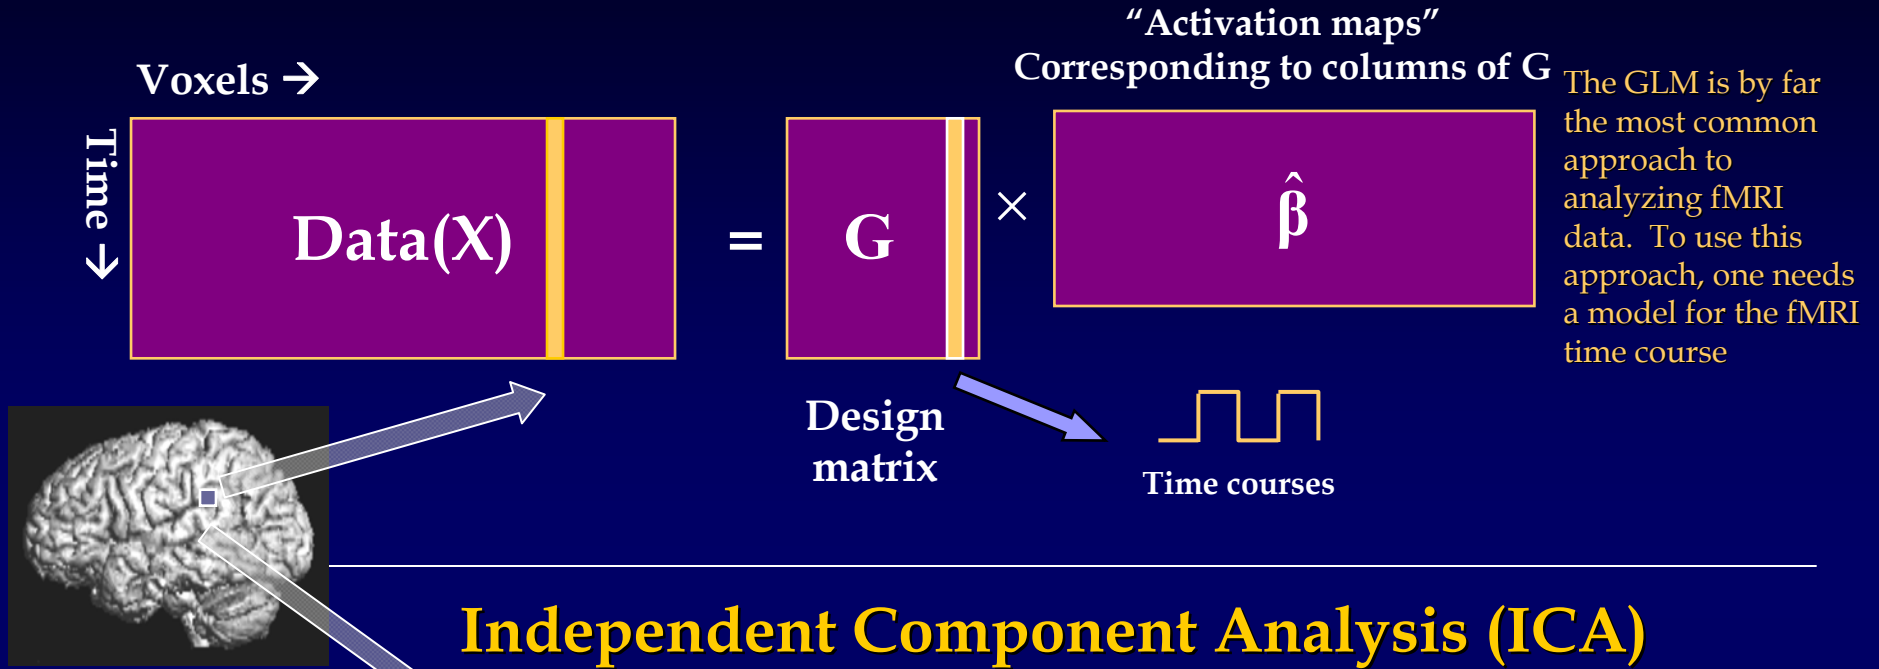 “Activation maps”
Corresponding to columns of G
Voxels →
Time →
Data(X)
=
G
×
β̂
The GLM is by far
the most common
approach to
analyzing fMRI
data. To use this
approach, one needs
a model for the fMRI
time course
Design
matrix
Time courses
Independent Component Analysis (ICA)